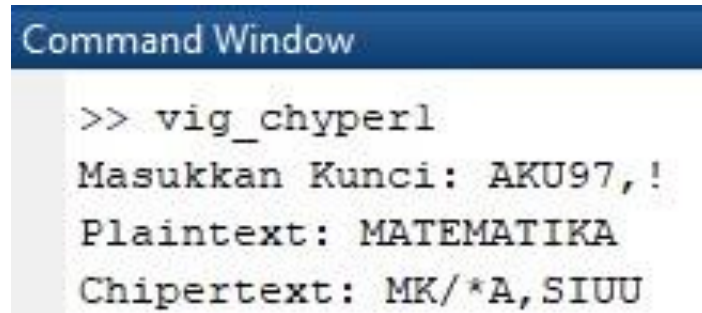 Command Window
>> vig_chyper1
Masukkan Kunci: AKU97,!
Plaintext: MATEMATIKA
Chipertext: MK/*A,SIUU